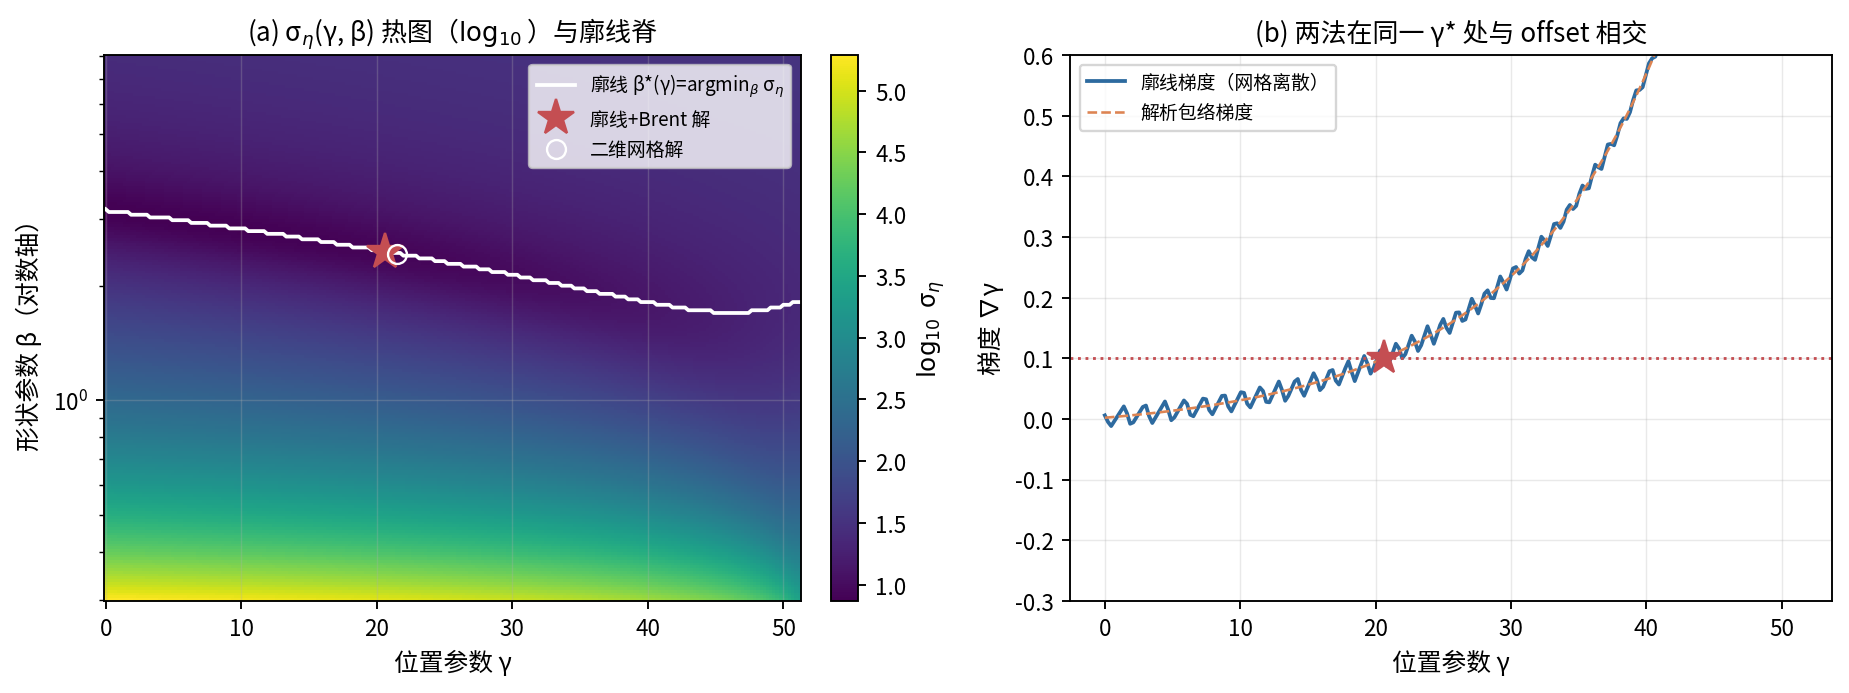 (a) σ_η(γ, β) 热图（log₁₀ ）与廓线脊
廓线 β*(γ)=argmin_β σ_η
廓线+Brent 解
二维网格解
形状参数 β（对数轴）
10⁰
0 10 20 30 40 50
位置参数 γ
5.0
4.5
4.0
3.5
3.0
2.5
2.0
1.5
1.0
log₁₀ σ_η
(b) 两法在同一 γ* 处与 offset 相交
廓线梯度（网格离散）
解析包络梯度
梯度 ∇γ
0.6
0.5
0.4
0.3
0.2
0.1
0.0
-0.1
-0.2
-0.3
0 10 20 30 40 50
位置参数 γ